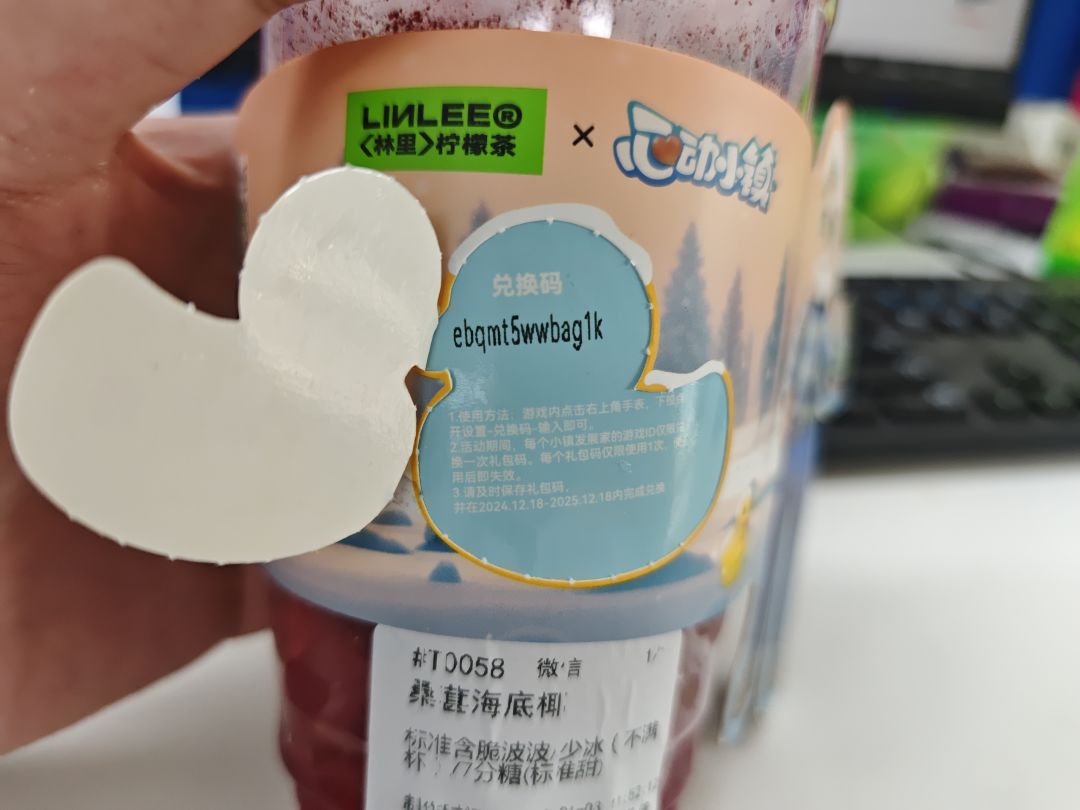 LINLEE®
〈林里〉柠檬茶
×
心动小镇
兑换码
ebqmt5wwbag1k
1.使用方法：游戏内点击右上角手表，下拉
开设置-兑换码-输入即可。
2.活动期间，每个小镇发展家的游戏ID仅限
换一次礼包码。每个礼包码仅限使用1次，使
用后即失效。
3.请及时保存礼包码，
并在2024.12.18-2025.12.18内完成兑换
#T0058 微信
桑葚海底椰
标准含脆波波/少冰（不满
杯）/7分糖(标准甜)